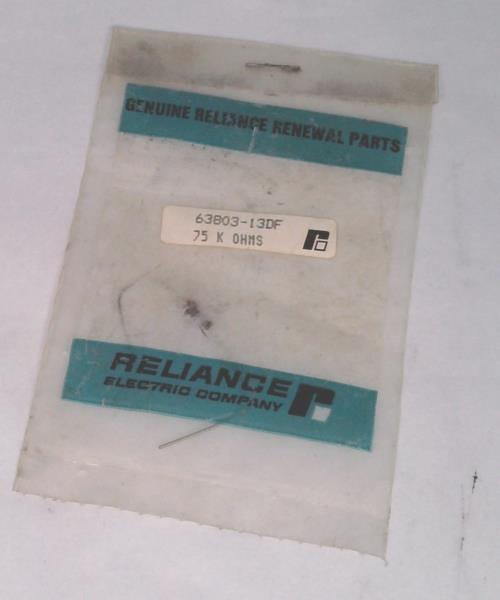 GENUINE RELIANCE RENEWAL PARTS
63803-13DF
75 K OHMS
RELIANCE
ELECTRIC COMPANY